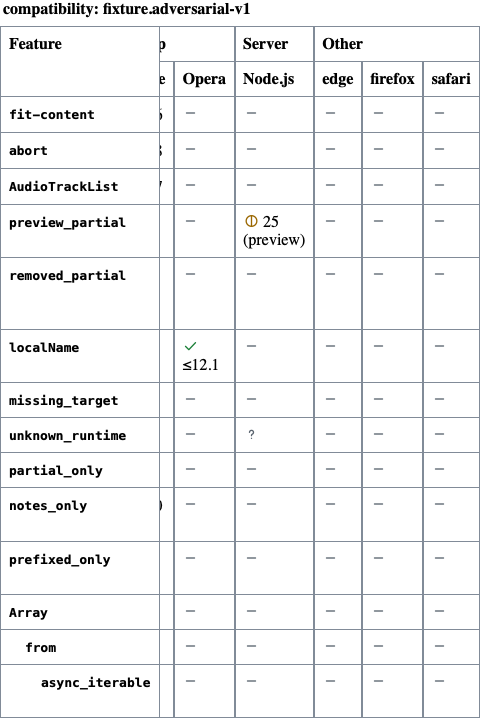 compatibility: fixture.adversarial-v1
Feature Server Other
Opera Node.js edge firefox safari
fit-content — — — — —
abort — — — — —
AudioTrackList — — — — —
preview_partial — 25 — — —
(preview)
removed_partial — — — — —
localName ✓ — — — —
≤12.1
missing_target — — — — —
unknown_runtime — ? — — —
partial_only — — — — —
notes_only — — — — —
prefixed_only — — — — —
Array — — — — —
from — — — — —
async_iterable — — — — —